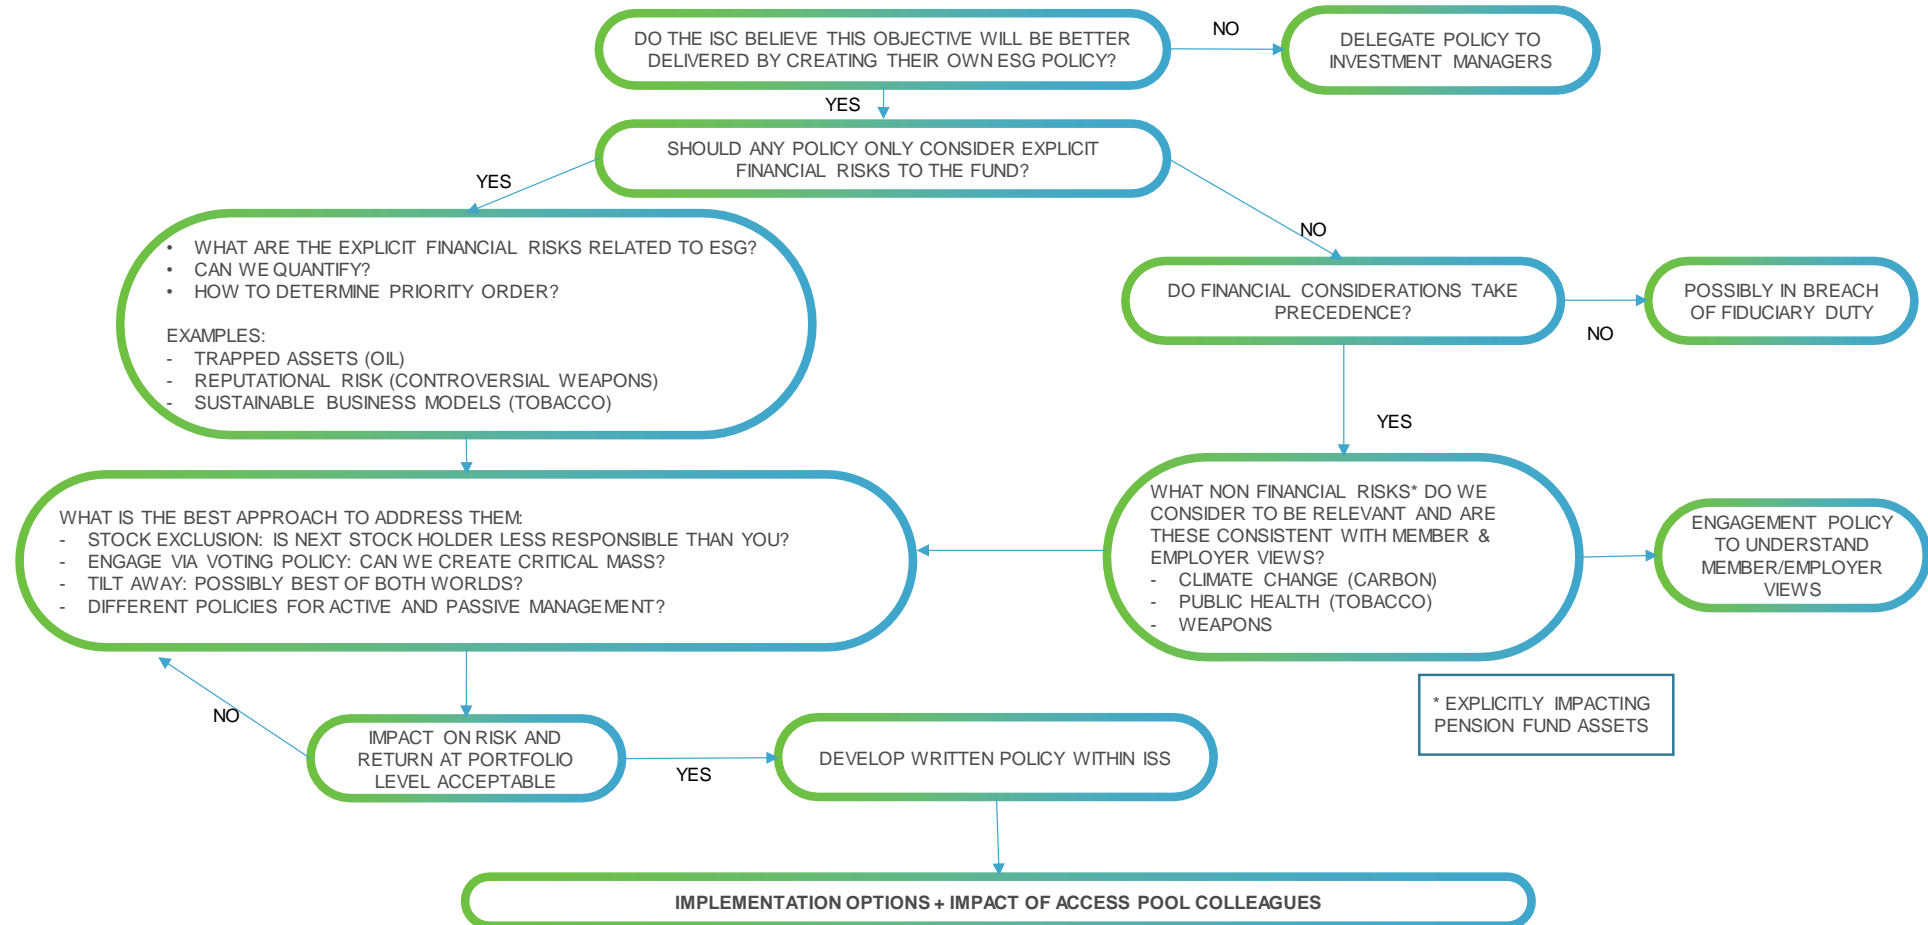 DO THE ISC BELIEVE THIS OBJECTIVE WILL BE BETTER
DELIVERED BY CREATING THEIR OWN ESG POLICY?
NO
DELEGATE POLICY TO
INVESTMENT MANAGERS
YES
SHOULD ANY POLICY ONLY CONSIDER EXPLICIT
FINANCIAL RISKS TO THE FUND?
YES
NO
• WHAT ARE THE EXPLICIT FINANCIAL RISKS RELATED TO ESG?
• CAN WE QUANTIFY?
• HOW TO DETERMINE PRIORITY ORDER?
EXAMPLES:
- TRAPPED ASSETS (OIL)
- REPUTATIONAL RISK (CONTROVERSIAL WEAPONS)
- SUSTAINABLE BUSINESS MODELS (TOBACCO)
DO FINANCIAL CONSIDERATIONS TAKE
PRECEDENCE?
NO
POSSIBLY IN BREACH
OF FIDUCIARY DUTY
YES
WHAT IS THE BEST APPROACH TO ADDRESS THEM:
- STOCK EXCLUSION: IS NEXT STOCK HOLDER LESS RESPONSIBLE THAN YOU?
- ENGAGE VIA VOTING POLICY: CAN WE CREATE CRITICAL MASS?
- TILT AWAY: POSSIBLY BEST OF BOTH WORLDS?
- DIFFERENT POLICIES FOR ACTIVE AND PASSIVE MANAGEMENT?
WHAT NON FINANCIAL RISKS* DO WE
CONSIDER TO BE RELEVANT AND ARE
THESE CONSISTENT WITH MEMBER &
EMPLOYER VIEWS?
- CLIMATE CHANGE (CARBON)
- PUBLIC HEALTH (TOBACCO)
- WEAPONS
ENGAGEMENT POLICY
TO UNDERSTAND
MEMBER/EMPLOYER
VIEWS
* EXPLICITLY IMPACTING
PENSION FUND ASSETS
NO
IMPACT ON RISK AND
RETURN AT PORTFOLIO
LEVEL ACCEPTABLE
YES
DEVELOP WRITTEN POLICY WITHIN ISS
IMPLEMENTATION OPTIONS + IMPACT OF ACCESS POOL COLLEAGUES